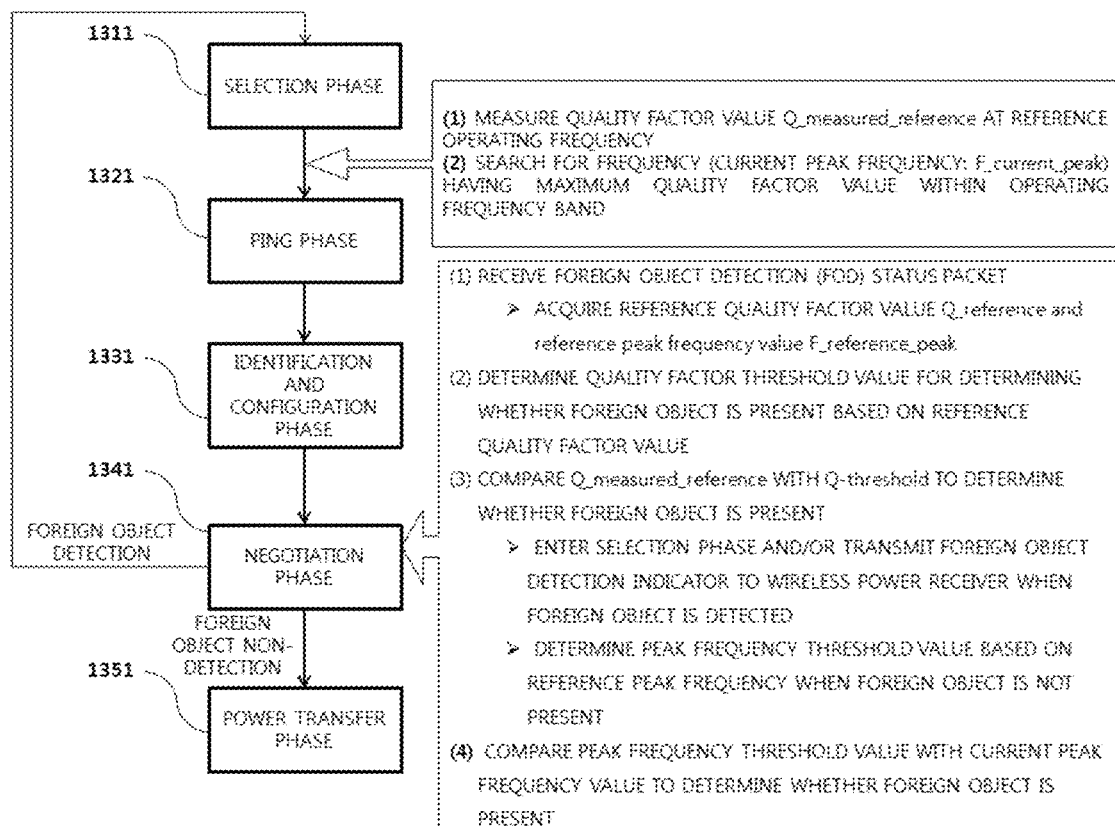 1311
SELECTION PHASE
(1) MEASURE QUALITY FACTOR VALUE Q_measured_reference AT REFERENCE
OPERATING FREQUENCY
(2) SEARCH FOR FREQUENCY (CURRENT PEAK FREQUENCY: F_current_peak)
HAVING MAXIMUM QUALITY FACTOR VALUE WITHIN OPERATING
FREQUENCY BAND
1321
PING PHASE
1331
IDENTIFICATION
AND
CONFIGURATION
PHASE
1341
FOREIGN OBJECT
DETECTION
NEGOTIATION
PHASE
FOREIGN
OBJECT NON-
DETECTION
1351
POWER TRANSFER
PHASE
(1) RECEIVE FOREIGN OBJECT DETECTION (FOD) STATUS PACKET
➢ ACQUIRE REFERENCE QUALITY FACTOR VALUE Q_reference and
reference peak frequency value F_reference_peak
(2) DETERMINE QUALITY FACTOR THRESHOLD VALUE FOR DETERMINING
WHETHER FOREIGN OBJECT IS PRESENT BASED ON REFERENCE
QUALITY FACTOR VALUE
(3) COMPARE Q_measured_reference WITH Q-threshold TO DETERMINE
WHETHER FOREIGN OBJECT IS PRESENT
➢ ENTER SELECTION PHASE AND/OR TRANSMIT FOREIGN OBJECT
DETECTION INDICATOR TO WIRELESS POWER RECEIVER WHEN
FOREIGN OBJECT IS DETECTED
➢ DETERMINE PEAK FREQUENCY THRESHOLD VALUE BASED ON
REFERENCE PEAK FREQUENCY WHEN FOREIGN OBJECT IS NOT
PRESENT
(4) COMPARE PEAK FREQUENCY THRESHOLD VALUE WITH CURRENT PEAK
FREQUENCY VALUE TO DETERMINE WHETHER FOREIGN OBJECT IS
PRESENT